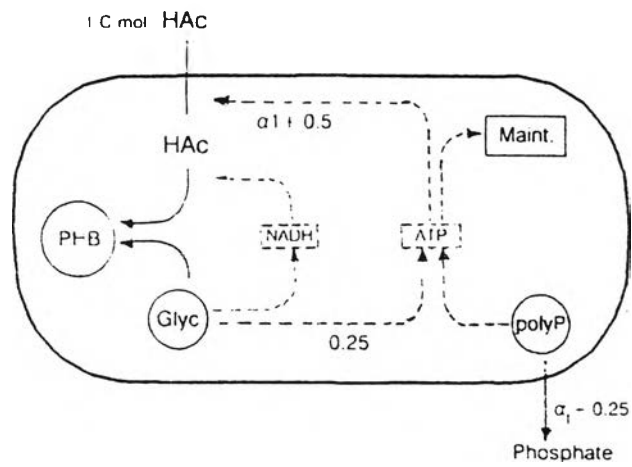 1 C mol HAc
α1 + 0.5
Maint.
HAc
PHB
NADH
ATP
Glyc
polyP
0.25
α₁ - 0.25
Phosphate